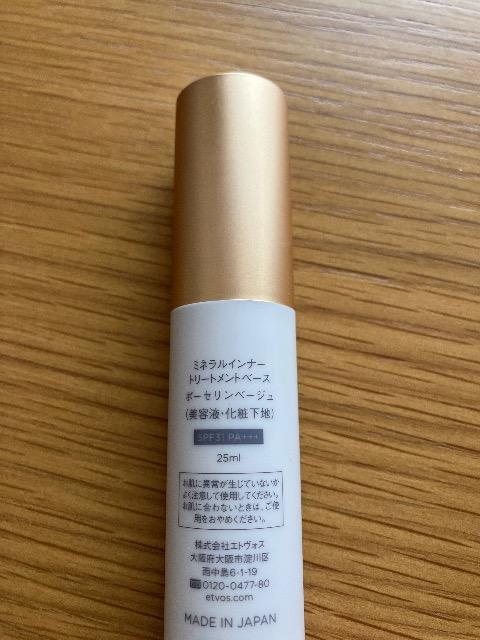 ミネラルインナー
トリートメントベース
ポーセリンベージュ
(美容液・化粧下地)
SPF31 PA+++
25ml
お肌に異常が生じていないか
よく注意して使用してください。
お肌に合わないときは、ご使
用をおやめください。
株式会社エトヴォス
大阪府大阪市淀川区
西中島6-1-19
0120-0477-80
etvos.com
MADE IN JAPAN